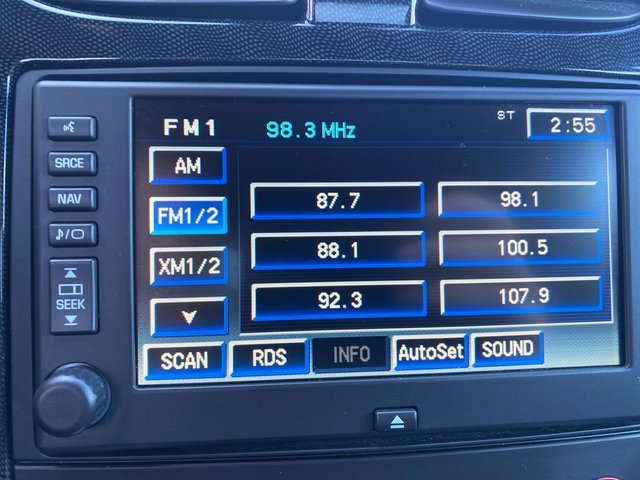 FM1 98.3 MHz ST 2:55
AM
SRCE
87.7 98.1
NAV
FM1/2
88.1 100.5
XM1/2
SEEK
92.3 107.9
SCAN RDS INFO AutoSet SOUND